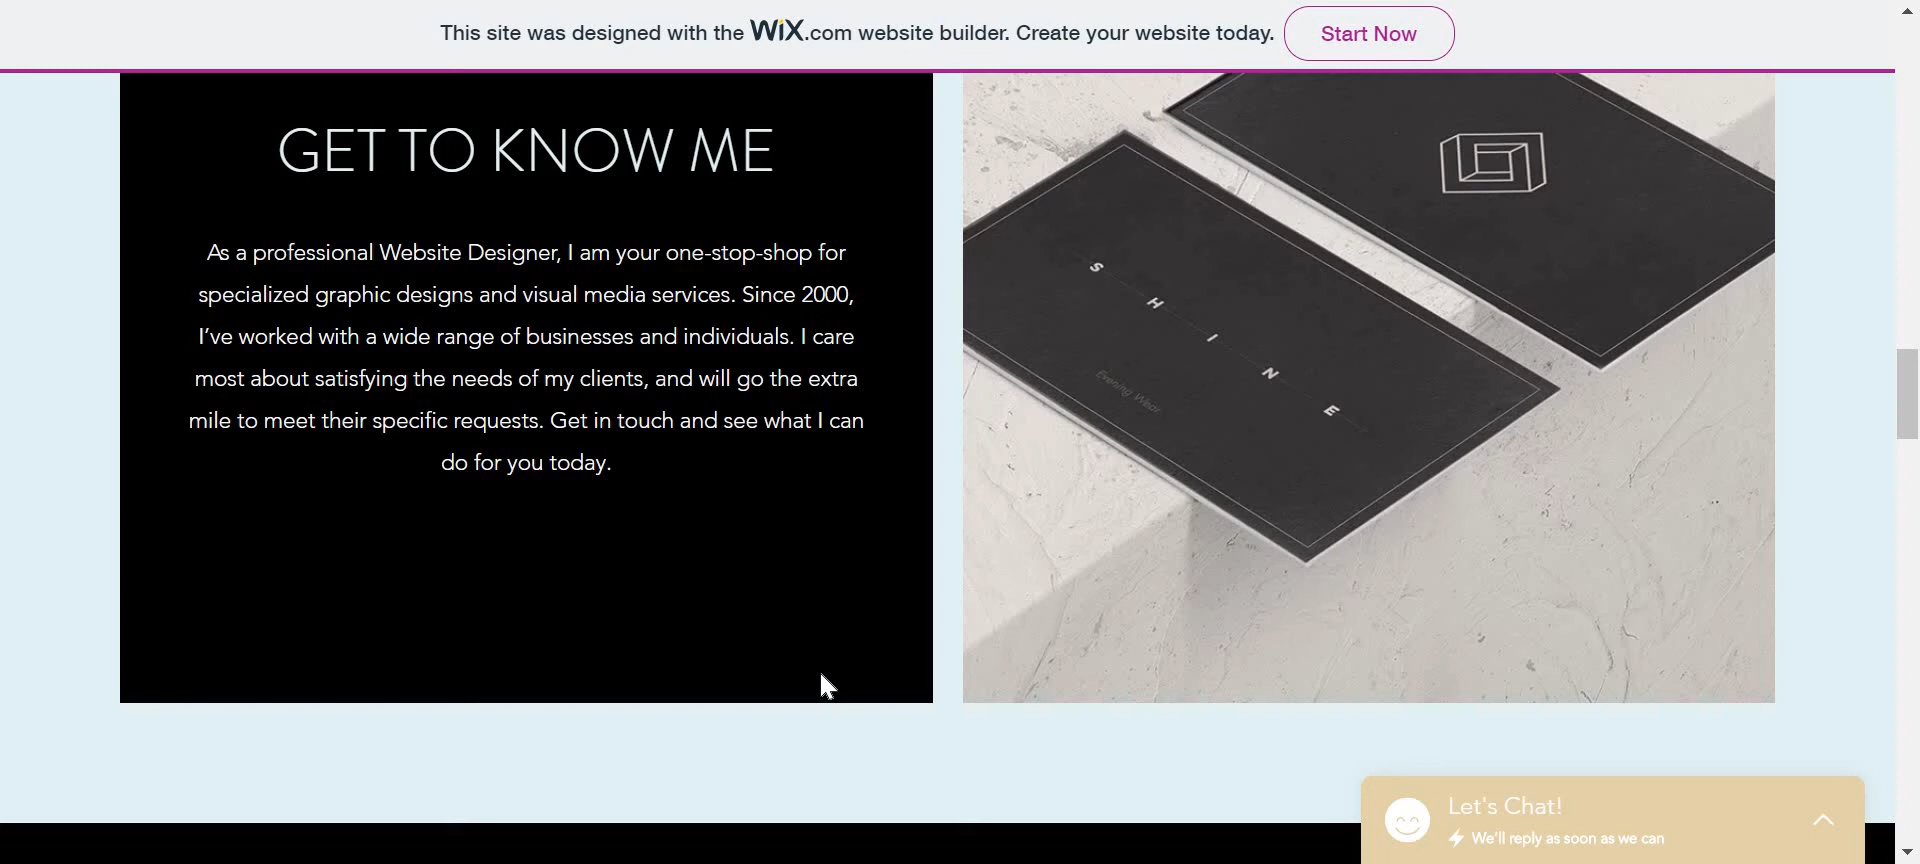 This site was designed with the WiX.com website builder. Create your website today. Start Now
GET TO KNOW ME
As a professional Website Designer, I am your one-stop-shop for
specialized graphic designs and visual media services. Since 2000,
I’ve worked with a wide range of businesses and individuals. I care
most about satisfying the needs of my clients, and will go the extra
mile to meet their specific requests. Get in touch and see what I can
do for you today.
SHINE
Evening Wear
Let's Chat!
We'll reply as soon as we can